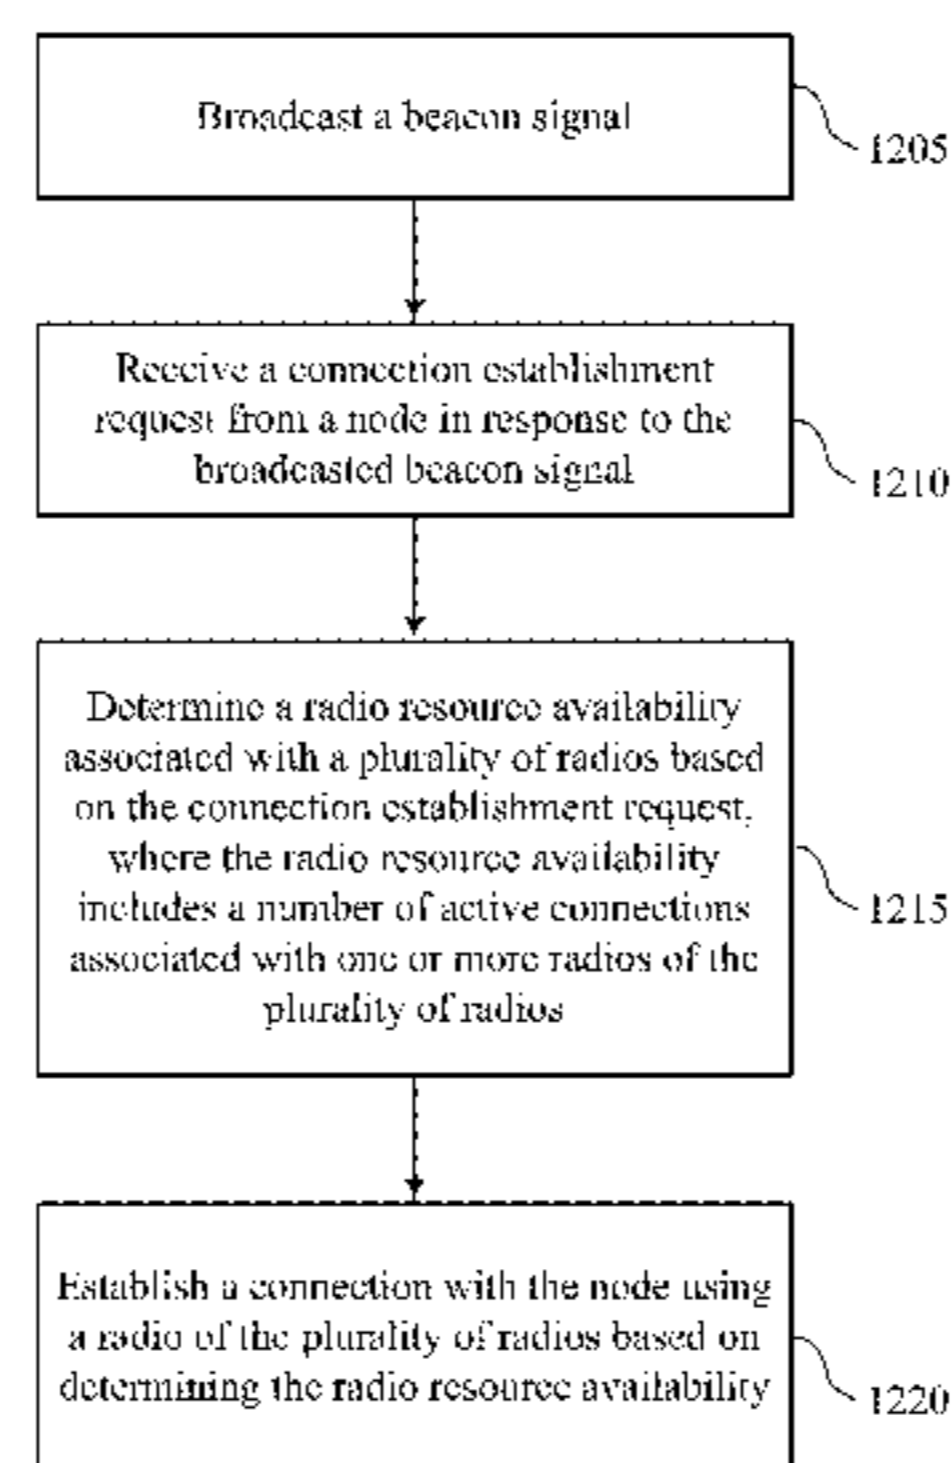 Broadcast a beacon signal
1205
Receive a connection establishment
request from a node in response to the
broadcasted beacon signal
1210
Determine a radio resource availability
associated with a plurality of radios based
on the connection establishment request,
where the radio resource availability
includes a number of active connections
associated with one or more radios of the
plurality of radios
1215
Establish a connection with the node using
a radio of the plurality of radios based on
determining the radio resource availability
1220